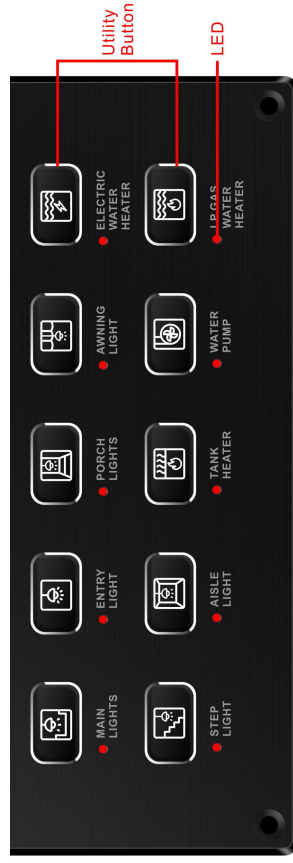 Utility
Button
LED
MAIN
LIGHTS
ENTRY
LIGHT
PORCH
LIGHTS
AWNING
LIGHT
ELECTRIC
WATER
HEATER
STEP
LIGHT
AISLE
LIGHT
TANK
HEATER
WATER
PUMP
LP GAS
WATER
HEATER